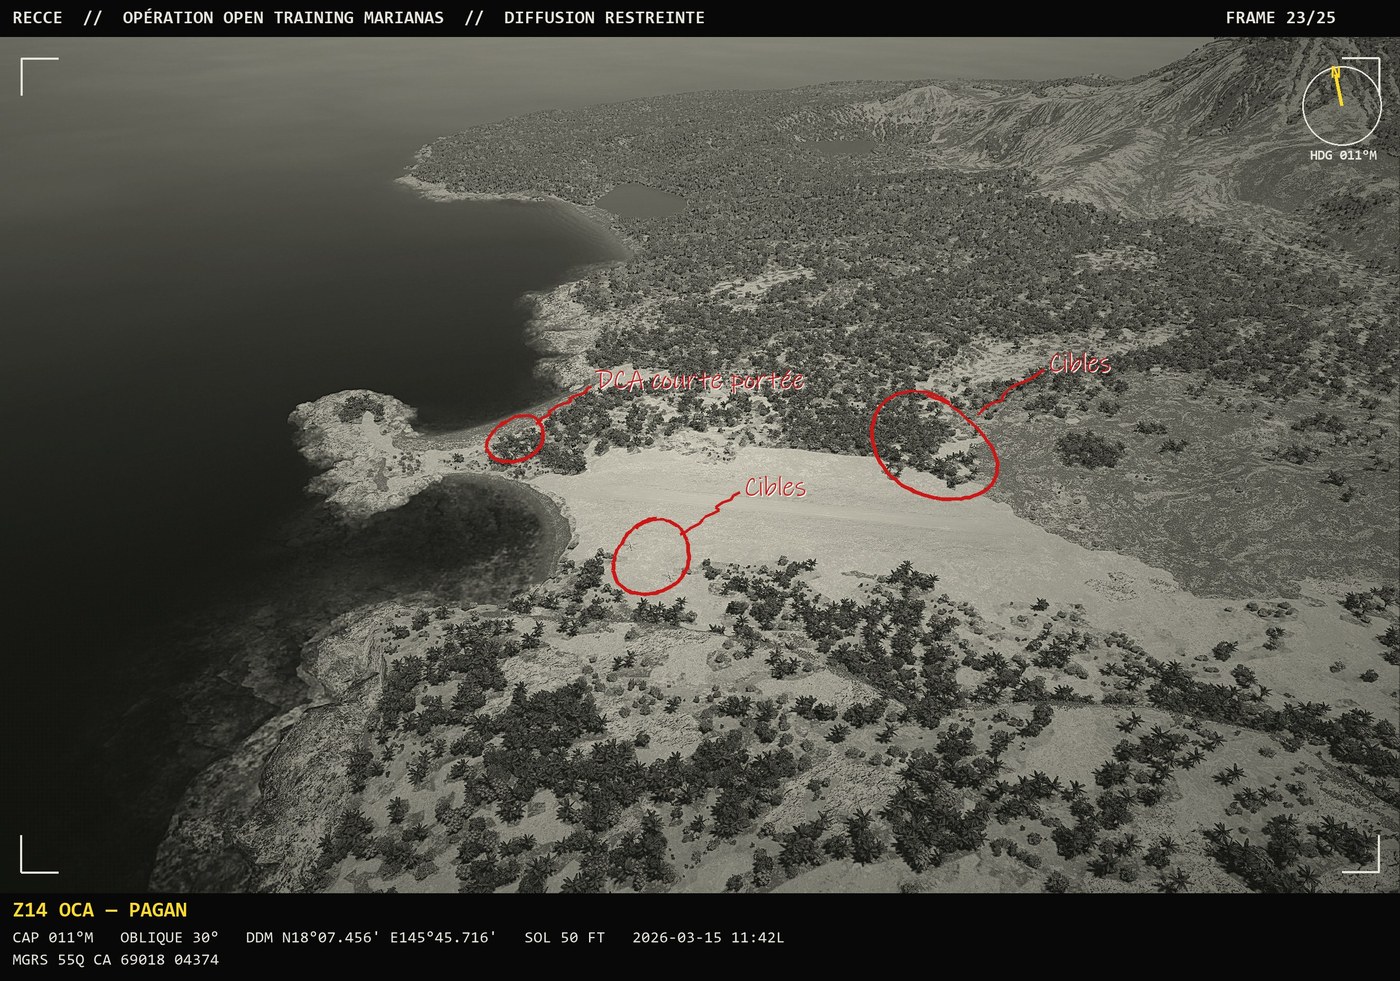 RECCE // OPÉRATION OPEN TRAINING MARIANAS // DIFFUSION RESTREINTE
FRAME 23/25
N
HDG 011°M
Cibles
DCA courte portée
Cibles
Z14 OCA — PAGAN
CAP 011°M OBLIQUE 30° DDM N18°07.456' E145°45.716' SOL 50 FT 2026-03-15 11:42L
MGRS 55Q CA 69018 04374